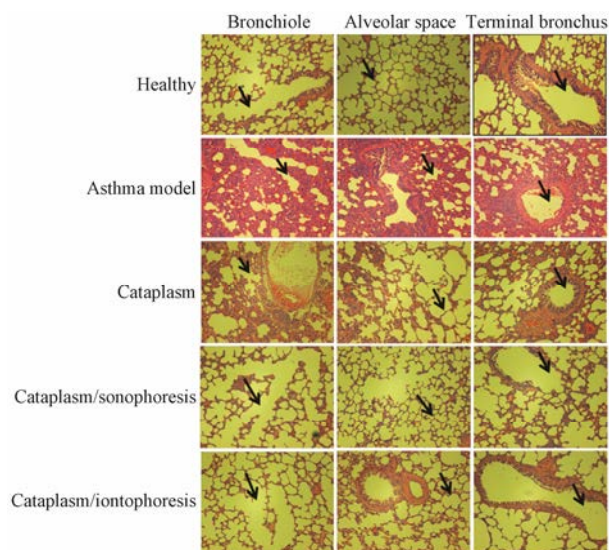 Bronchiole Alveolar space Terminal bronchus
Healthy
Asthma model
Cataplasm
Cataplasm/sonophoresis
Cataplasm/iontophoresis